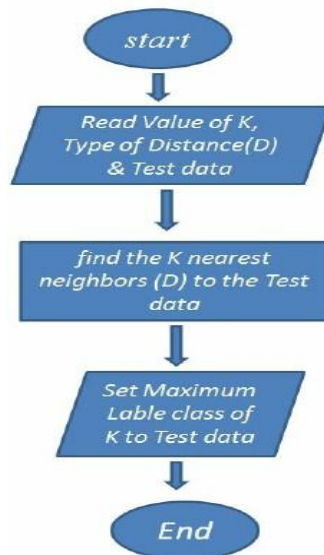 start
Read Value of K,
Type of Distance(D)
& Test data
find the K nearest
neighbors (D) to the Test
data
Set Maximum
Lable class of
K to Test data
End